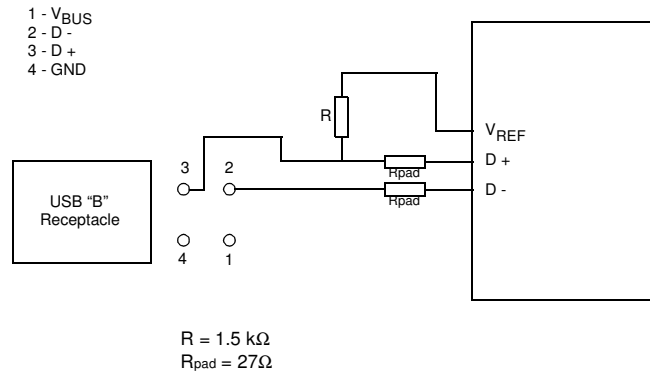 1 - VBUS
2 - D -
3 - D +
4 - GND
R
VREF
D +
Rpad
D -
Rpad
3
2
USB “B”
Receptacle
4
1
R = 1.5 kΩ
Rpad = 27Ω